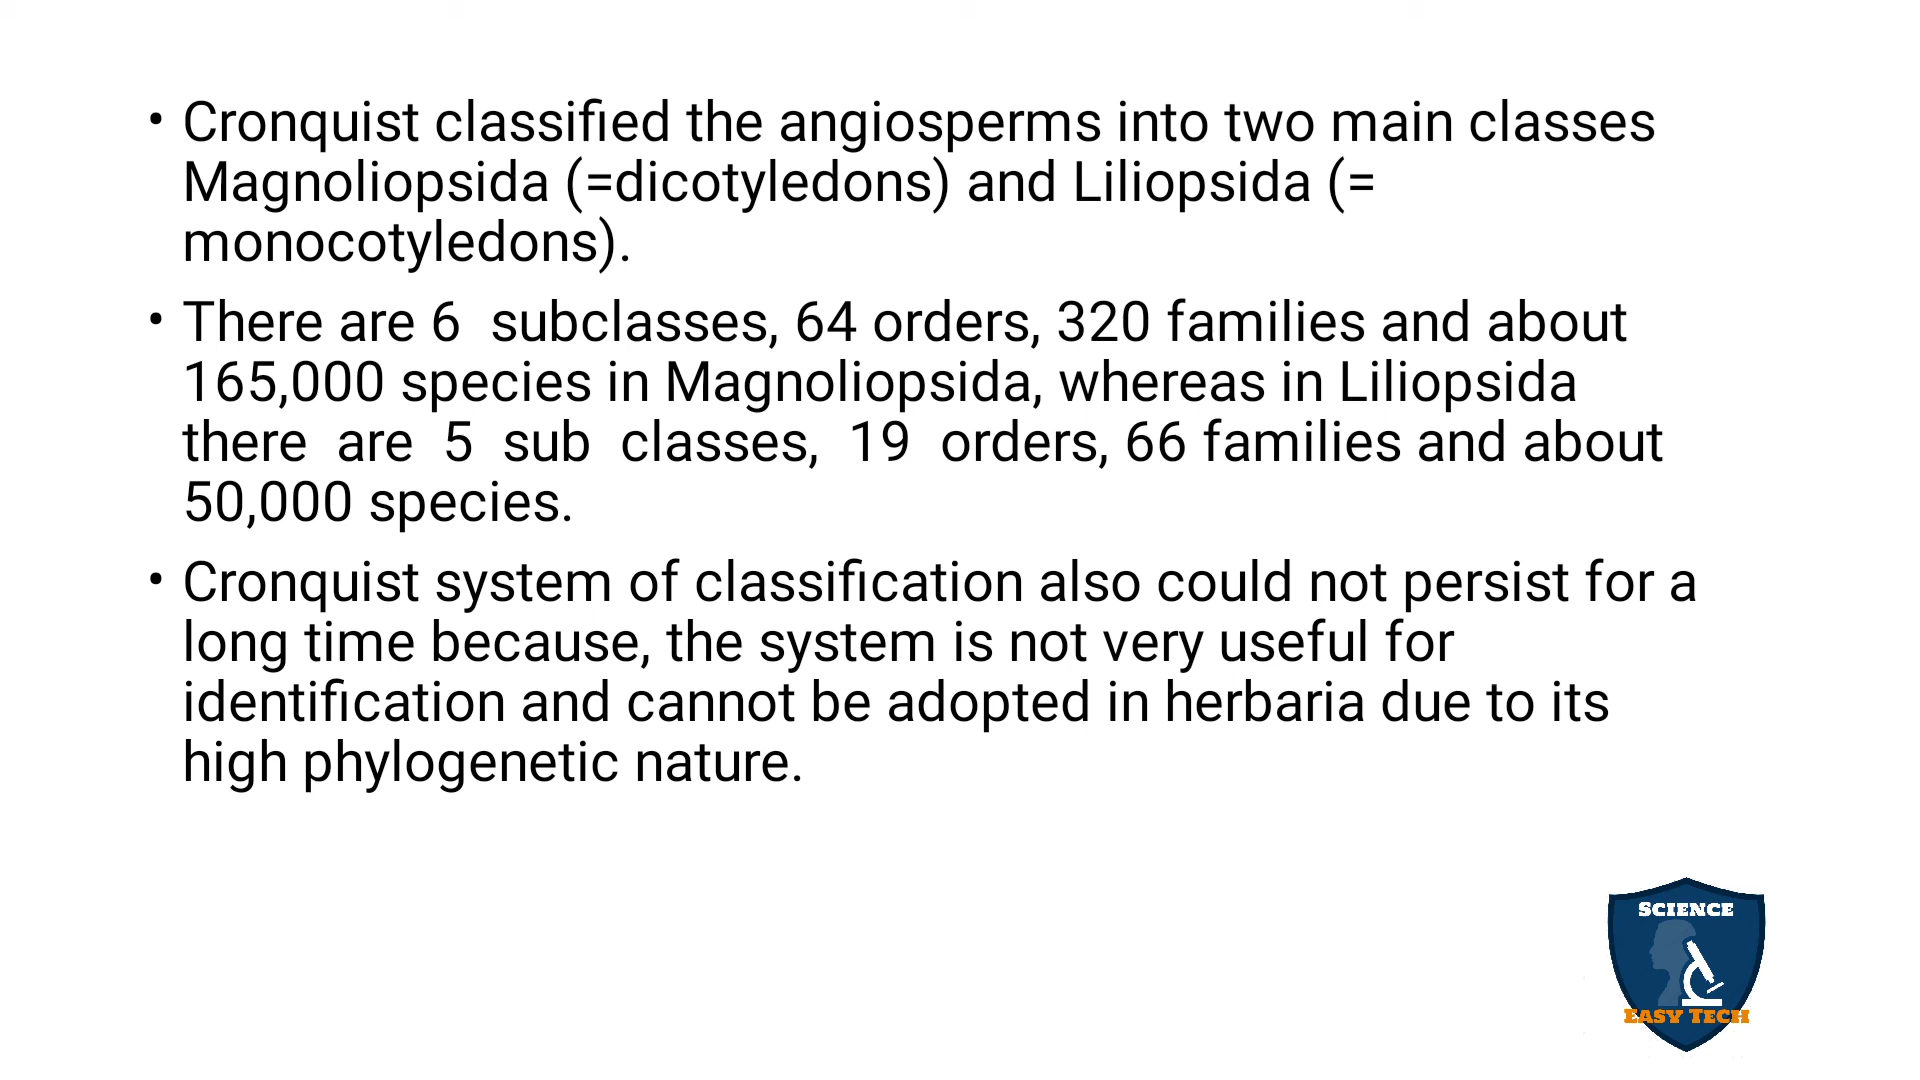 • Cronquist classified the angiosperms into two main classes
Magnoliopsida (=dicotyledons) and Liliopsida (=
monocotyledons).
• There are 6  subclasses, 64 orders, 320 families and about
165,000 species in Magnoliopsida, whereas in Liliopsida
there  are  5  sub  classes,  19  orders, 66 families and about
50,000 species.
• Cronquist system of classification also could not persist for a
long time because, the system is not very useful for
identification and cannot be adopted in herbaria due to its
high phylogenetic nature.
SCIENCE
EASY TECH